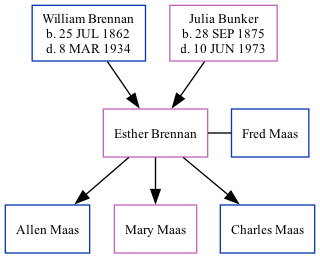 William Brennan
b. 25 JUL 1862
d. 8 MAR 1934
Julia Bunker
b. 28 SEP 1875
d. 10 JUN 1973
Esther Brennan
Fred Maas
Allen Maas
Mary Maas
Charles Maas